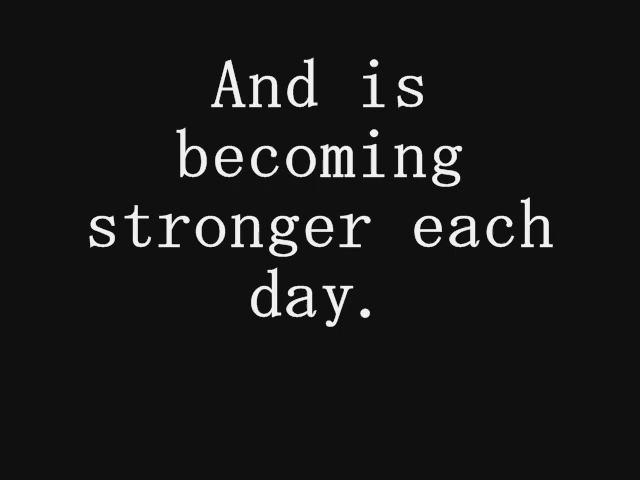 And is
becoming
stronger each
day.